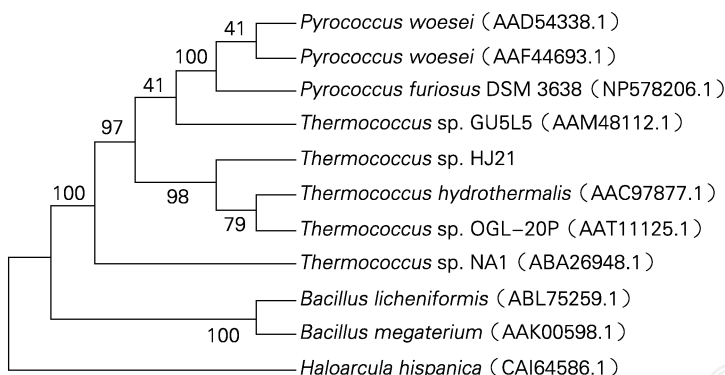 41
Pyrococcus woesei (AAD54338.1)
100
Pyrococcus woesei (AAF44693.1)
41
Pyrococcus furiosus DSM 3638 (NP578206.1)
97
Thermococcus sp. GU5L5 (AAM48112.1)
Thermococcus sp. HJ21
100
98
Thermococcus hydrothermalis (AAC97877.1)
79
Thermococcus sp. OGL-20P (AAT11125.1)
Thermococcus sp. NA1 (ABA26948.1)
Bacillus licheniformis (ABL75259.1)
100
Bacillus megaterium (AAK00598.1)
Haloarcula hispanica (CAI64586.1)